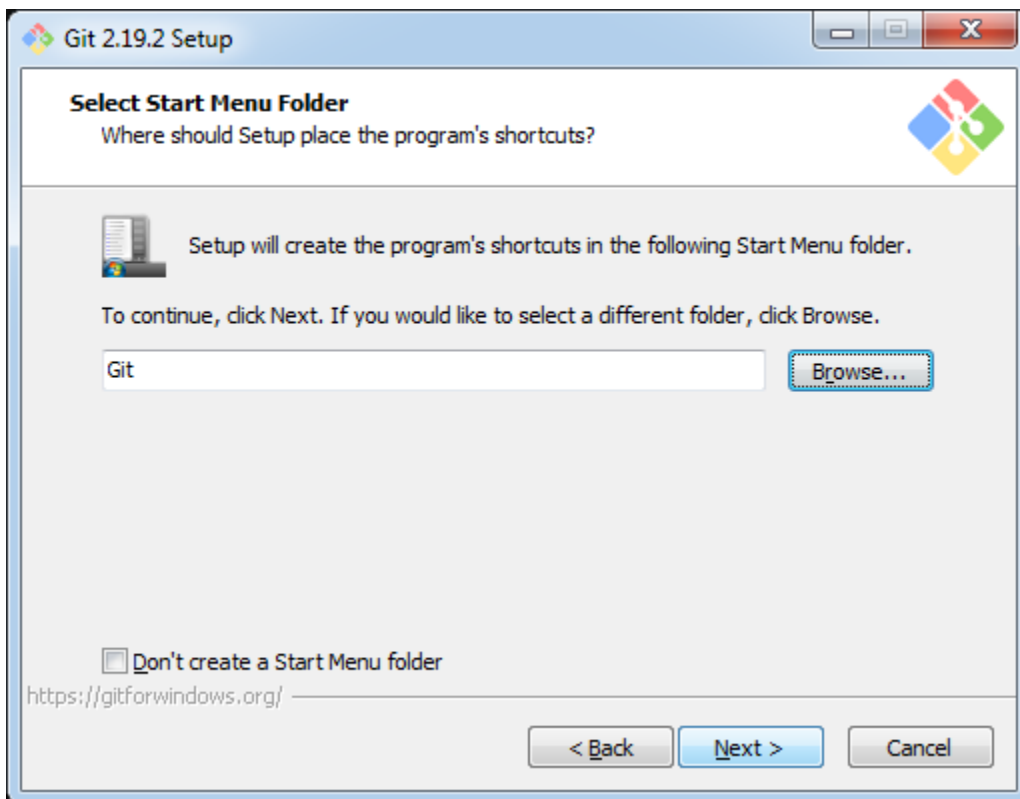 Git 2.19.2 Setup
Select Start Menu Folder
Where should Setup place the program's shortcuts?
Setup will create the program's shortcuts in the following Start Menu folder.
To continue, click Next. If you would like to select a different folder, click Browse.
Git
Browse...
Don't create a Start Menu folder
https://gitforwindows.org/
< Back
Next >
Cancel